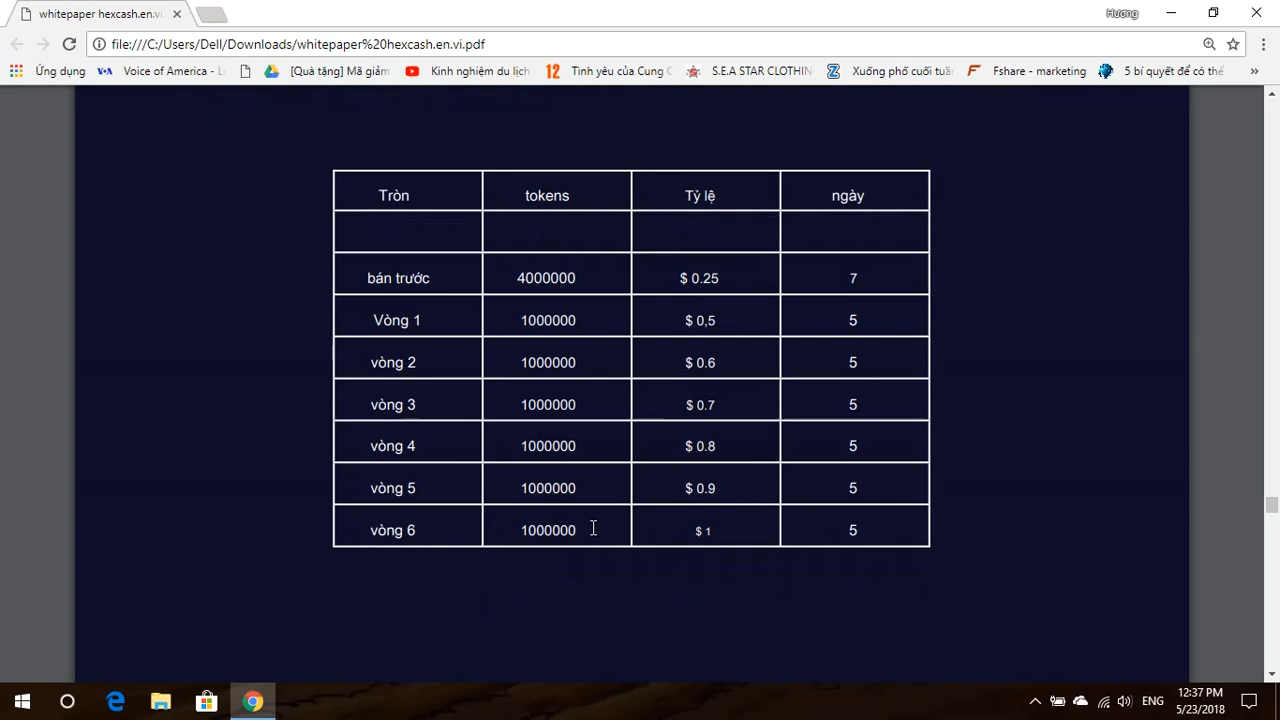 whitepaper hexcash.en.vi.
Hương
file:///C:/Users/Dell/Downloads/whitepaper%20hexcash.en.vi.pdf
Ứng dụng
VOA Voice of America - L
[Quà tặng] Mã giảm
Kinh nghiệm du lịch
12 Tình yêu của Cung
S.E.A STAR CLOTHIN
Z Xuống phố cuối tuần
F Fshare - marketing
5 bí quyết để có thể
Tròn tokens Tỷ lệ ngày
bán trước 4000000 $ 0.25 7
Vòng 1 1000000 $ 0,5 5
vòng 2 1000000 $ 0.6 5
vòng 3 1000000 $ 0.7 5
vòng 4 1000000 $ 0.8 5
vòng 5 1000000 $ 0.9 5
vòng 6 1000000 $ 1 5
ENG
12:37 PM
5/23/2018